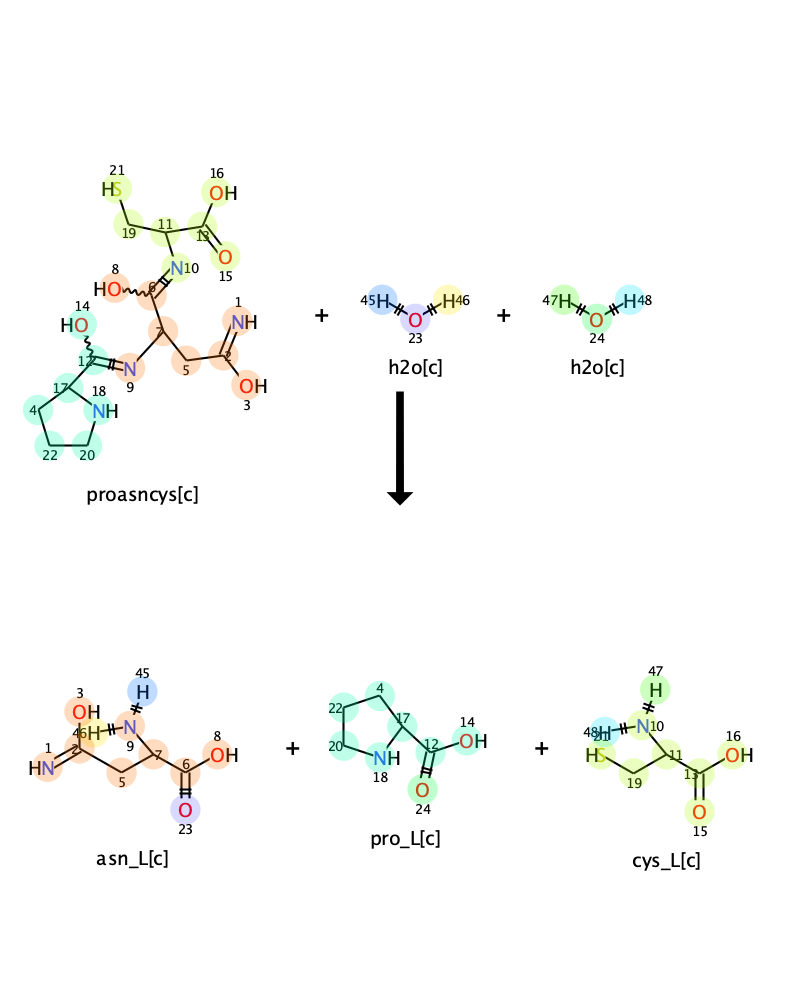 21
HS
16
OH
11
19
13
O
15
N10
8
HO
6
14
HO
1
NH
7
12
5
2
N
9
OH
3
17
18
NH
4
22
20
proasncys[c]
+
45H
H46
O
23
h2o[c]
+
47H
H48
O
24
h2o[c]
45
H
3
OH
46H
N
9
1
HN
2
7
5
6
8
OH
O
23
asn_L[c]
+
4
22
17
20
NH
18
12
14
OH
O
24
pro_L[c]
+
47
H
48H
N10
21
HS
11
19
13
16
OH
O
15
cys_L[c]